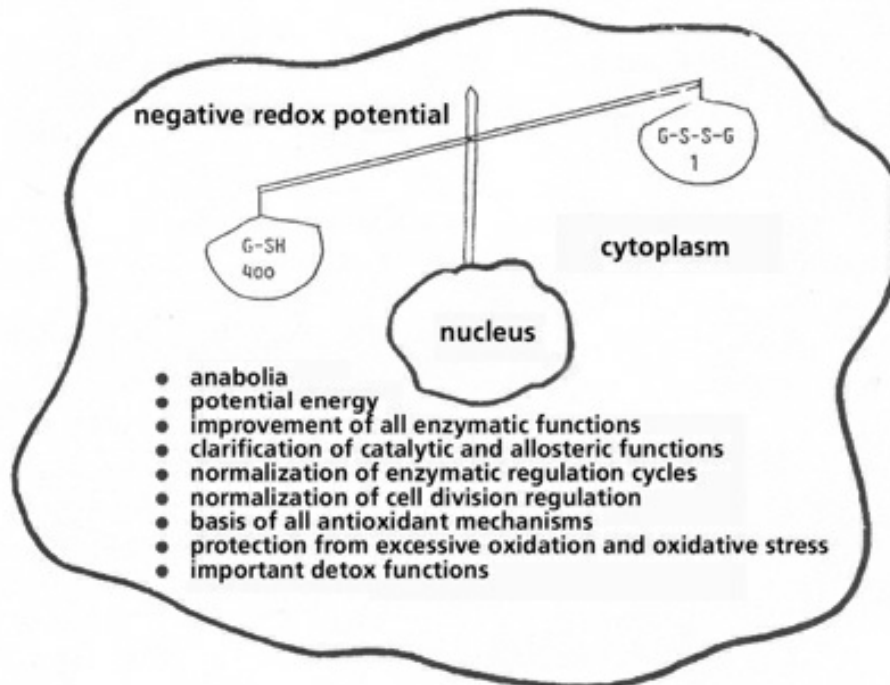 negative redox potential
G-S-S-G
1
G-SH
400
cytoplasm
nucleus
● anabolia
● potential energy
● improvement of all enzymatic functions
● clarification of catalytic and allosteric functions
● normalization of enzymatic regulation cycles
● normalization of cell division regulation
● basis of all antioxidant mechanisms
● protection from excessive oxidation and oxidative stress
● important detox functions